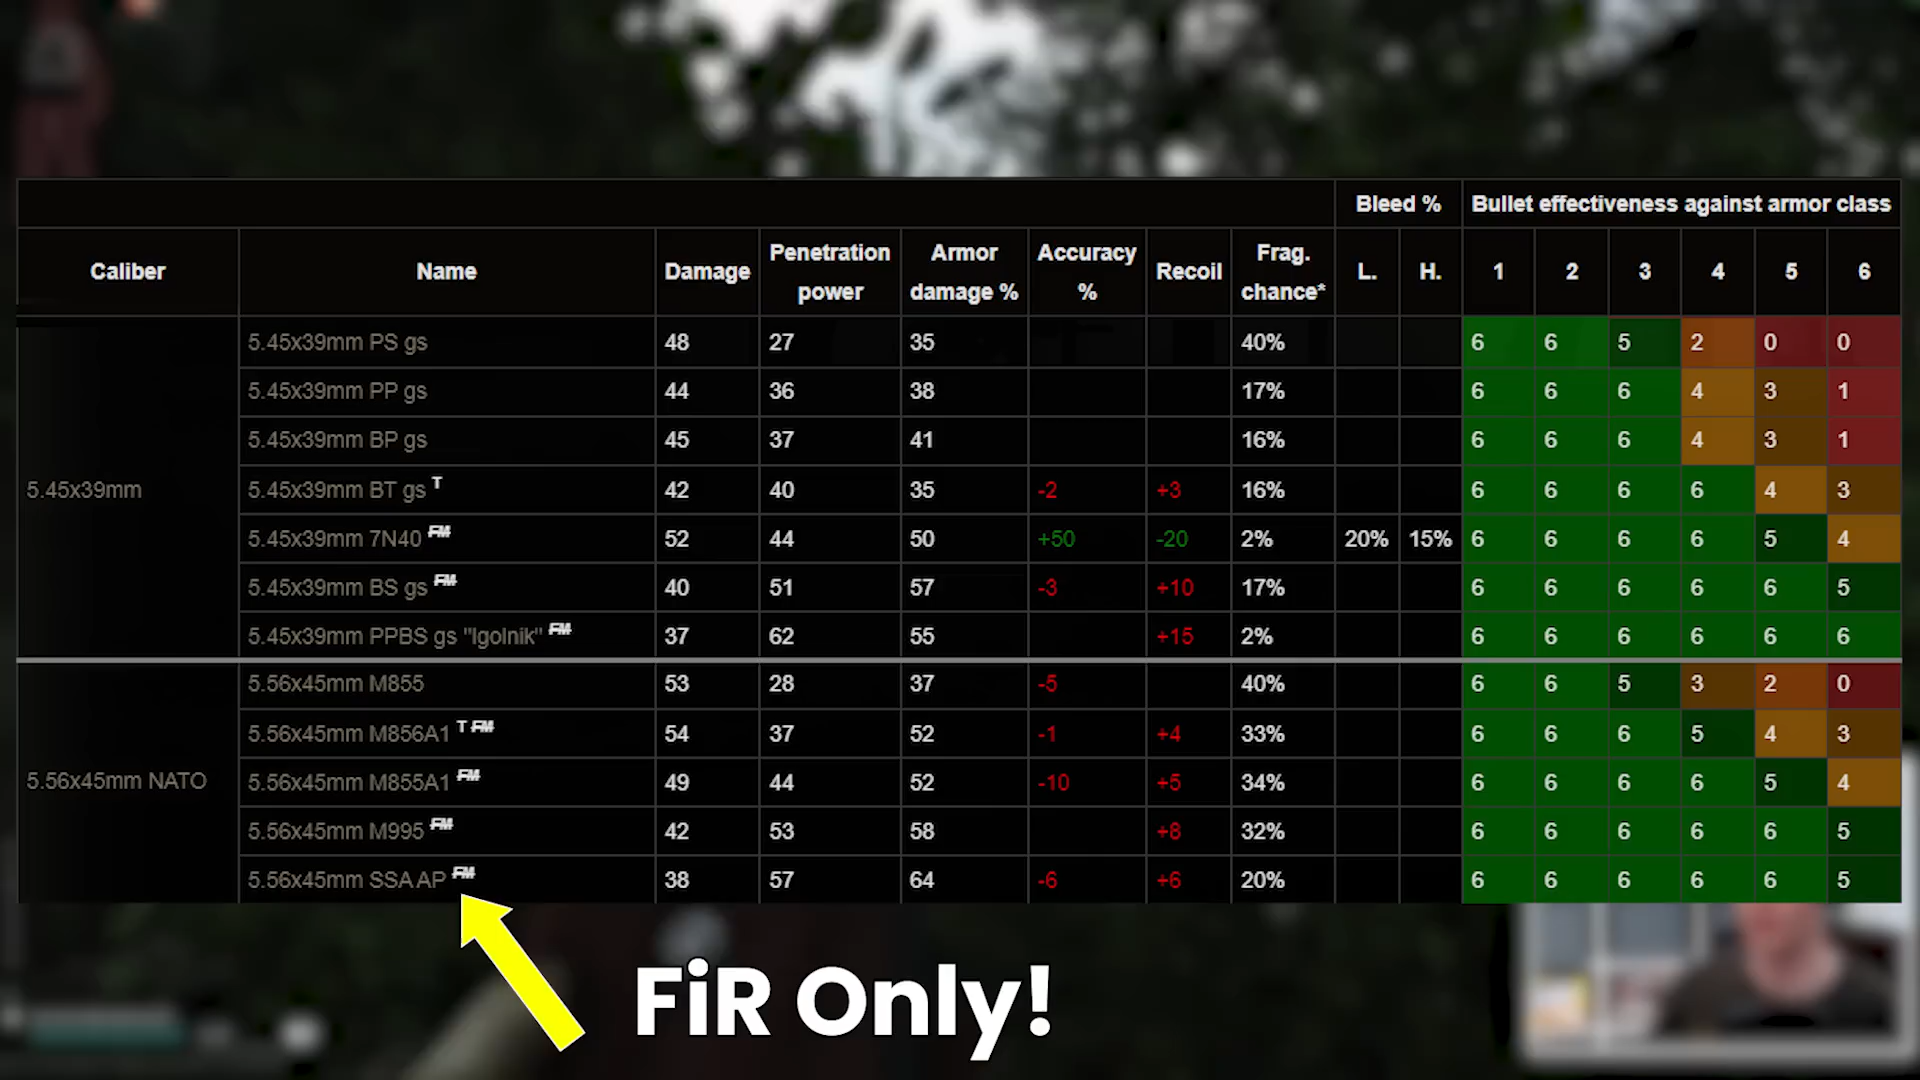 Bleed % Bullet effectiveness against armor class
Caliber Name Damage Penetration power Armor damage % Accuracy % Recoil Frag. chance* L. H. 1 2 3 4 5 6
5.45x39mm
5.45x39mm PS gs 48 27 35 40% 6 6 5 2 0 0
5.45x39mm PP gs 44 36 38 17% 6 6 6 4 3 1
5.45x39mm BP gs 45 37 41 16% 6 6 6 4 3 1
5.45x39mm BT gs T 42 40 35 -2 +3 16% 6 6 6 6 4 3
5.45x39mm 7N40 FM 52 44 50 +50 -20 2% 20% 15% 6 6 6 6 5 4
5.45x39mm BS gs FM 40 51 57 -3 +10 17% 6 6 6 6 6 5
5.45x39mm PPBS gs "Igolnik" FM 37 62 55 +15 2% 6 6 6 6 6 6
5.56x45mm NATO
5.56x45mm M855 53 28 37 -5 40% 6 6 5 3 2 0
5.56x45mm M856A1 T FM 54 37 52 -1 +4 33% 6 6 6 5 4 3
5.56x45mm M855A1 FM 49 44 52 -10 +5 34% 6 6 6 6 5 4
5.56x45mm M995 FM 42 53 58 +8 32% 6 6 6 6 6 5
5.56x45mm SSA AP FM 38 57 64 -6 +6 20% 6 6 6 6 6 5
FiR Only!